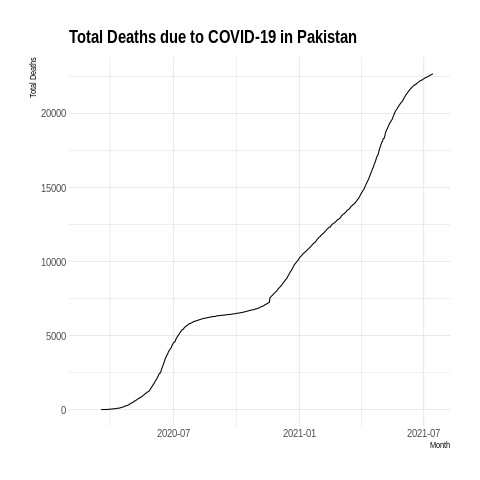 Total Deaths due to COVID-19 in Pakistan
Total Deaths
20000
15000
10000
5000
0
2020-07 2021-01 2021-07
Month